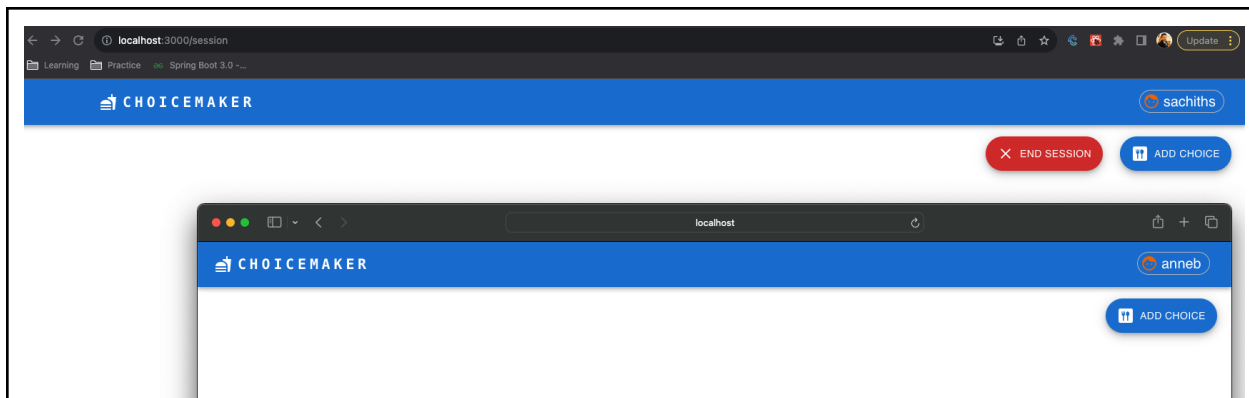 localhost:3000/session
Update
Learning Practice Spring Boot 3.0 -...
CHOICEMAKER sachiths
END SESSION ADD CHOICE
localhost
CHOICEMAKER anneb
ADD CHOICE